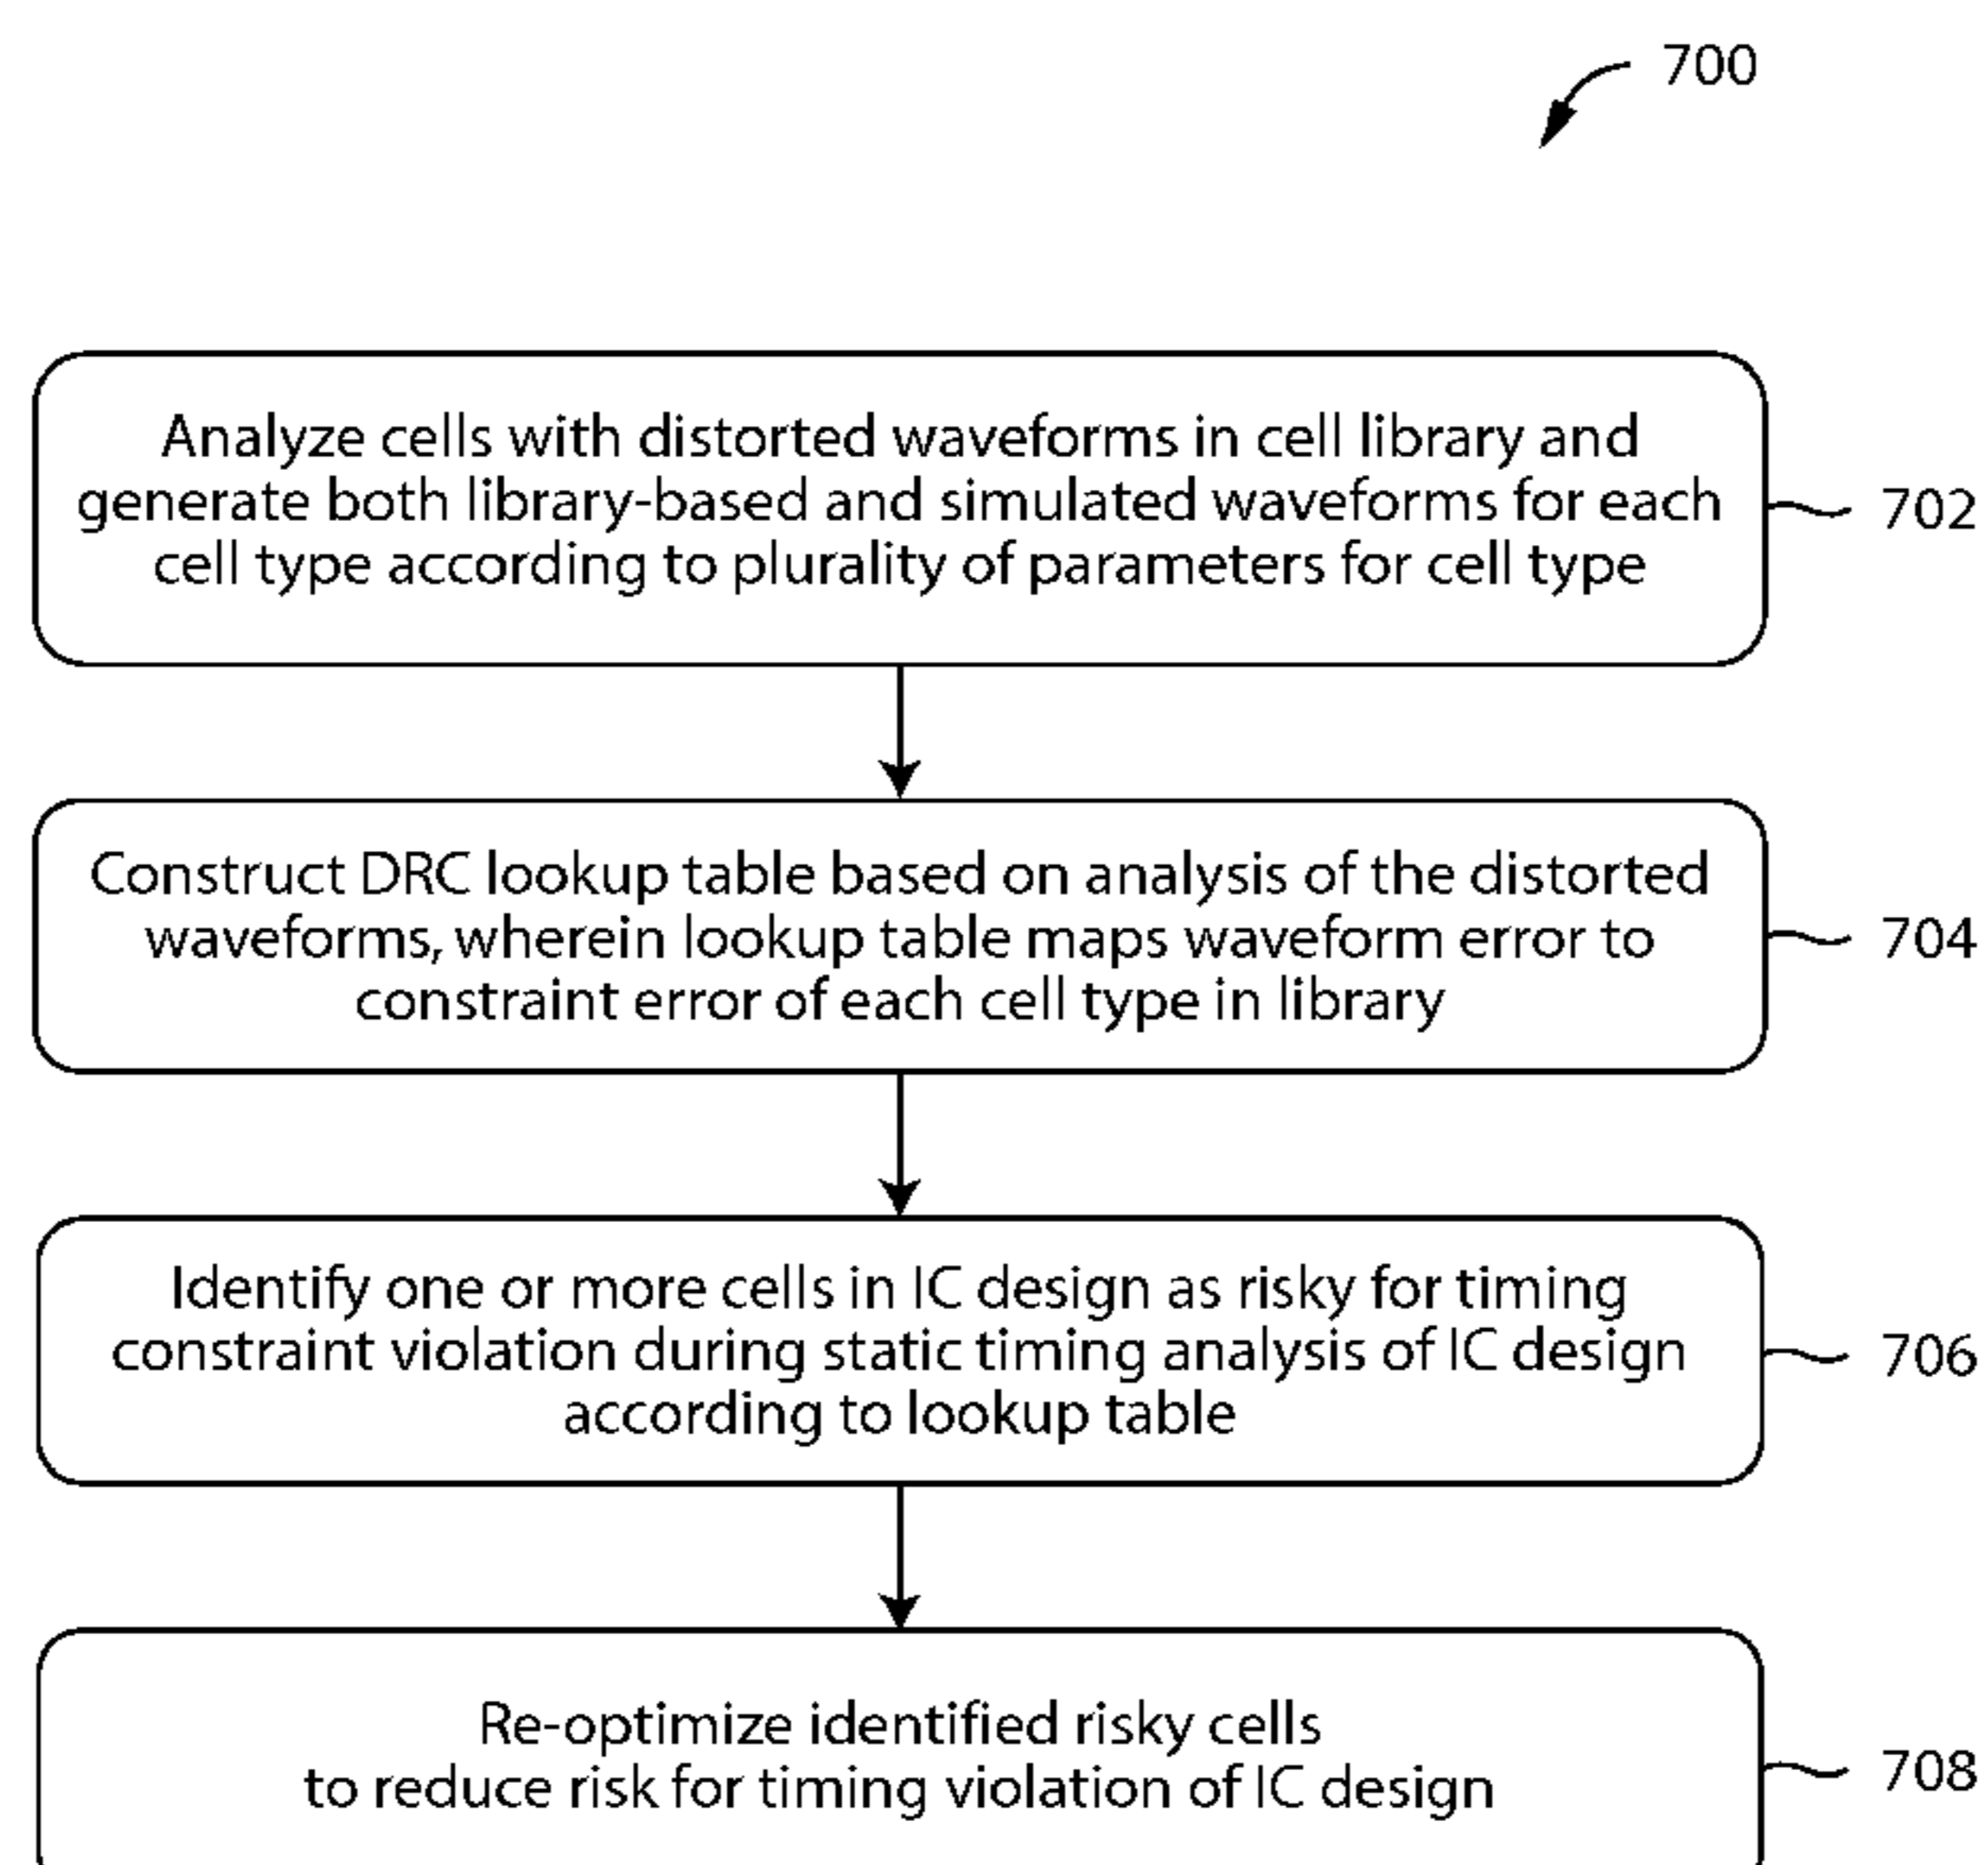 700
Analyze cells with distorted waveforms in cell library and
generate both library-based and simulated waveforms for each
cell type according to plurality of parameters for cell type
702
Construct DRC lookup table based on analysis of the distorted
waveforms, wherein lookup table maps waveform error to
constraint error of each cell type in library
704
Identify one or more cells in IC design as risky for timing
constraint violation during static timing analysis of IC design
according to lookup table
706
Re-optimize identified risky cells
to reduce risk for timing violation of IC design
708